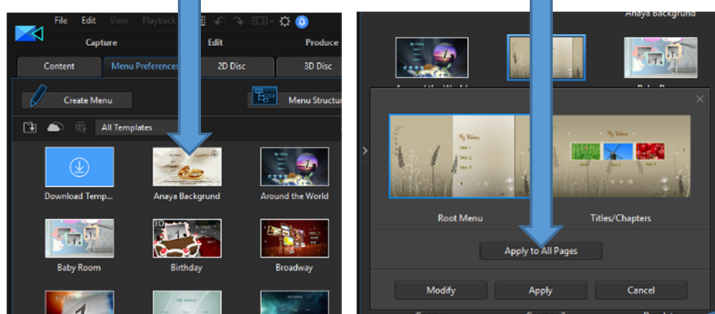 File Edit View Playback
Capture Edit Produce
Content Menu Preferences 2D Disc 3D Disc
Create Menu Menu Structu
All Templates
Download Temp... Anaya Backgrund Around the World
Baby Room Birthday Broadway
Anaya Backgrund
My Videos
My Videos
Root Menu Titles/Chapters
Apply to All Pages
Modify Apply Cancel